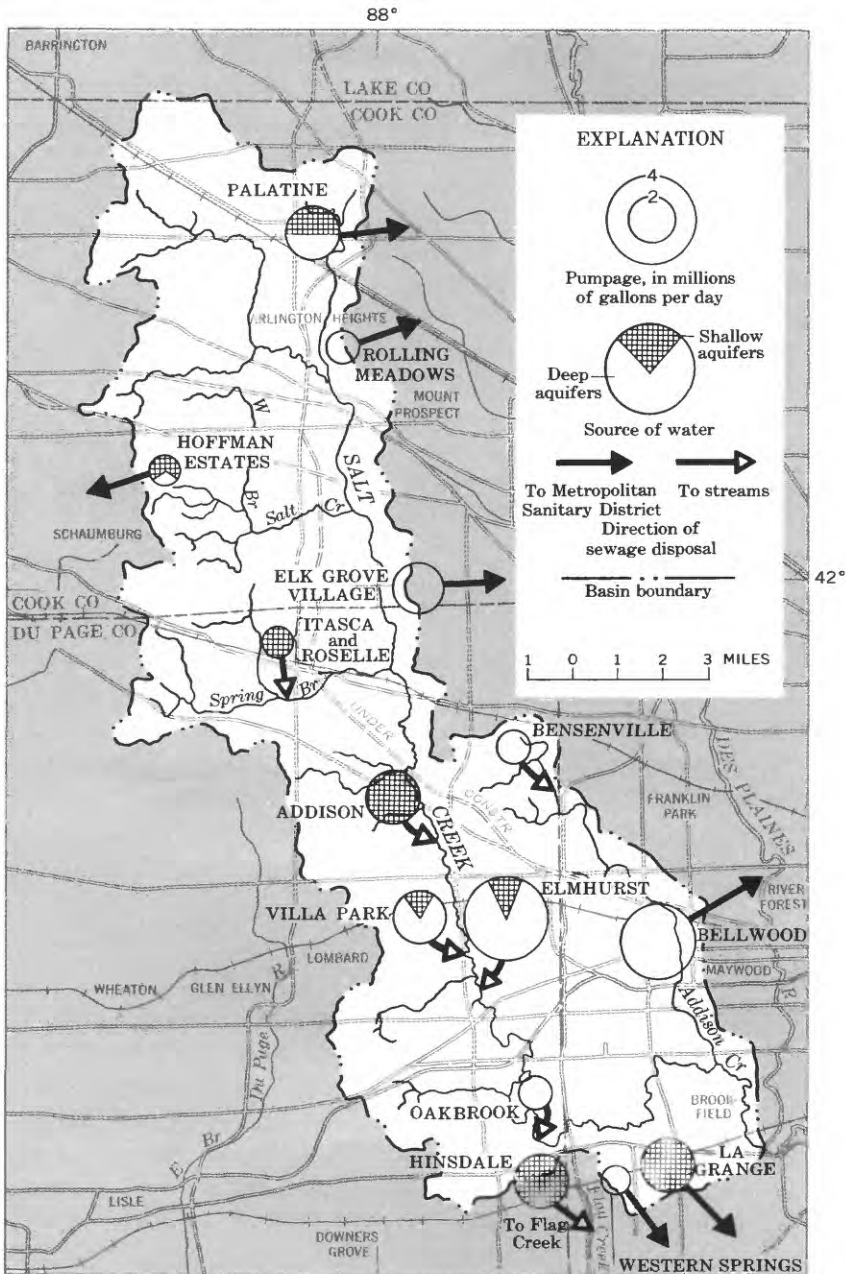 88°
BARRINGTON
LAKE CO
COOK CO
EXPLANATION
4
2
Pumpage, in millions
of gallons per day
Shallow
aquifers
Deep
aquifers
Source of water
To Metropolitan
Sanitary District
To streams
Direction of
sewage disposal
Basin boundary
1 0 1 2 3 MILES
PALATINE
ARLINGTON HEIGHTS
ROLLING
MEADOWS
MOUNT
PROSPECT
W
Br
Salt Cr
HOFFMAN
ESTATES
SALT
CREEK
SCHAUMBURG
ELK GROVE
VILLAGE
42°
COOK CO
DU PAGE CO
ITASCA
and
ROSELLE
Spring Br
UNDER
CONSTR
BENSENVILLE
DES PLAINES
R
FRANKLIN
PARK
ADDISON
ELMHURST
VILLA PARK
RIVER
FOREST
BELLWOOD
LOMBARD
MAYWOOD
WHEATON
GLEN ELLYN
Addison Cr
E Br Du Page R
OAKBROOK
BROOK-
FIELD
HINSDALE
LA
GRANGE
LISLE
To Flag
Creek
Flag Creek
DOWNERS
GROVE
WESTERN SPRINGS